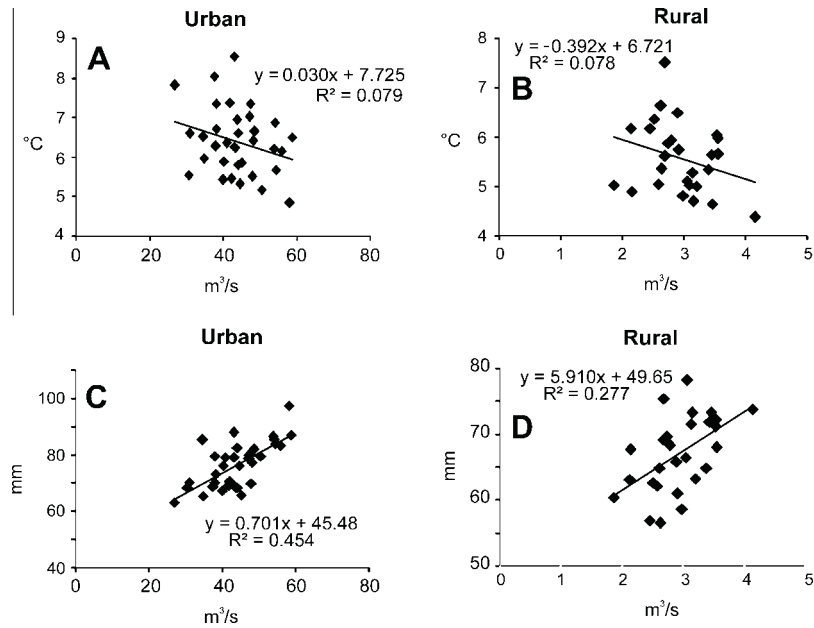 Urban
A
y = 0.030x + 7.725
R² = 0.079
9
8
7
6
5
4
°C
0
20
40
60
80
m³/s
Rural
B
y = -0.392x + 6.721
R² = 0.078
8
7
6
5
4
°C
0
1
2
3
4
5
m³/s
Urban
C
y = 0.701x + 45.48
R² = 0.454
100
80
60
40
mm
0
20
40
60
80
m³/s
Rural
D
y = 5.910x + 49.65
R² = 0.277
80
70
60
50
mm
0
1
2
3
4
5
m³/s